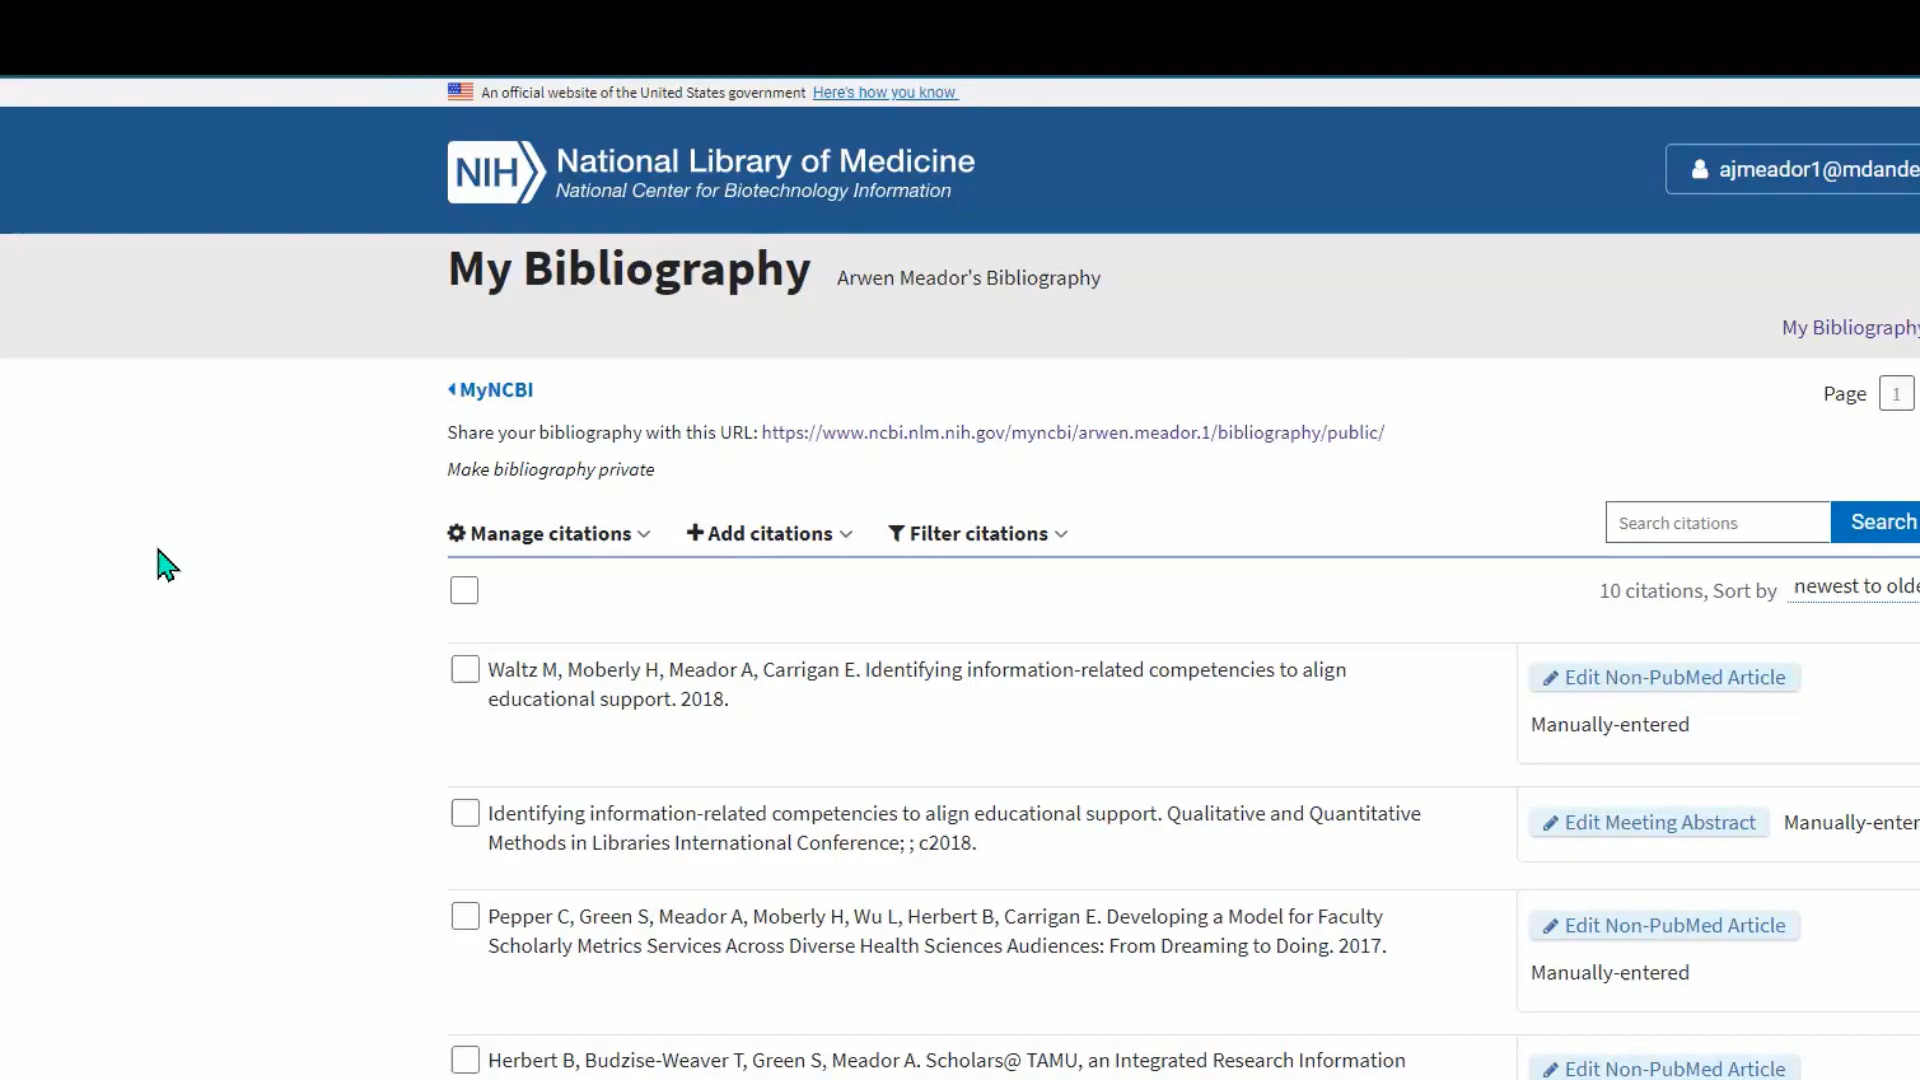 An official website of the United States government Here's how you know
NIH National Library of Medicine
National Center for Biotechnology Information
ajmeador1@mdande
My Bibliography Arwen Meador's Bibliography
My Bibliography
MyNCBI
Page 1
Share your bibliography with this URL: https://www.ncbi.nlm.nih.gov/myncbi/arwen.meador.1/bibliography/public/
Make bibliography private
Manage citations Add citations Filter citations Search citations Search
10 citations, Sort by newest to olde
Waltz M, Moberly H, Meador A, Carrigan E. Identifying information-related competencies to align
educational support. 2018.
Edit Non-PubMed Article
Manually-entered
Identifying information-related competencies to align educational support. Qualitative and Quantitative
Methods in Libraries International Conference; ; c2018.
Edit Meeting Abstract Manually-enter
Pepper C, Green S, Meador A, Moberly H, Wu L, Herbert B, Carrigan E. Developing a Model for Faculty
Scholarly Metrics Services Across Diverse Health Sciences Audiences: From Dreaming to Doing. 2017.
Edit Non-PubMed Article
Manually-entered
Herbert B, Budzise-Weaver T, Green S, Meador A. Scholars@ TAMU, an Integrated Research Information
Edit Non-PubMed Article